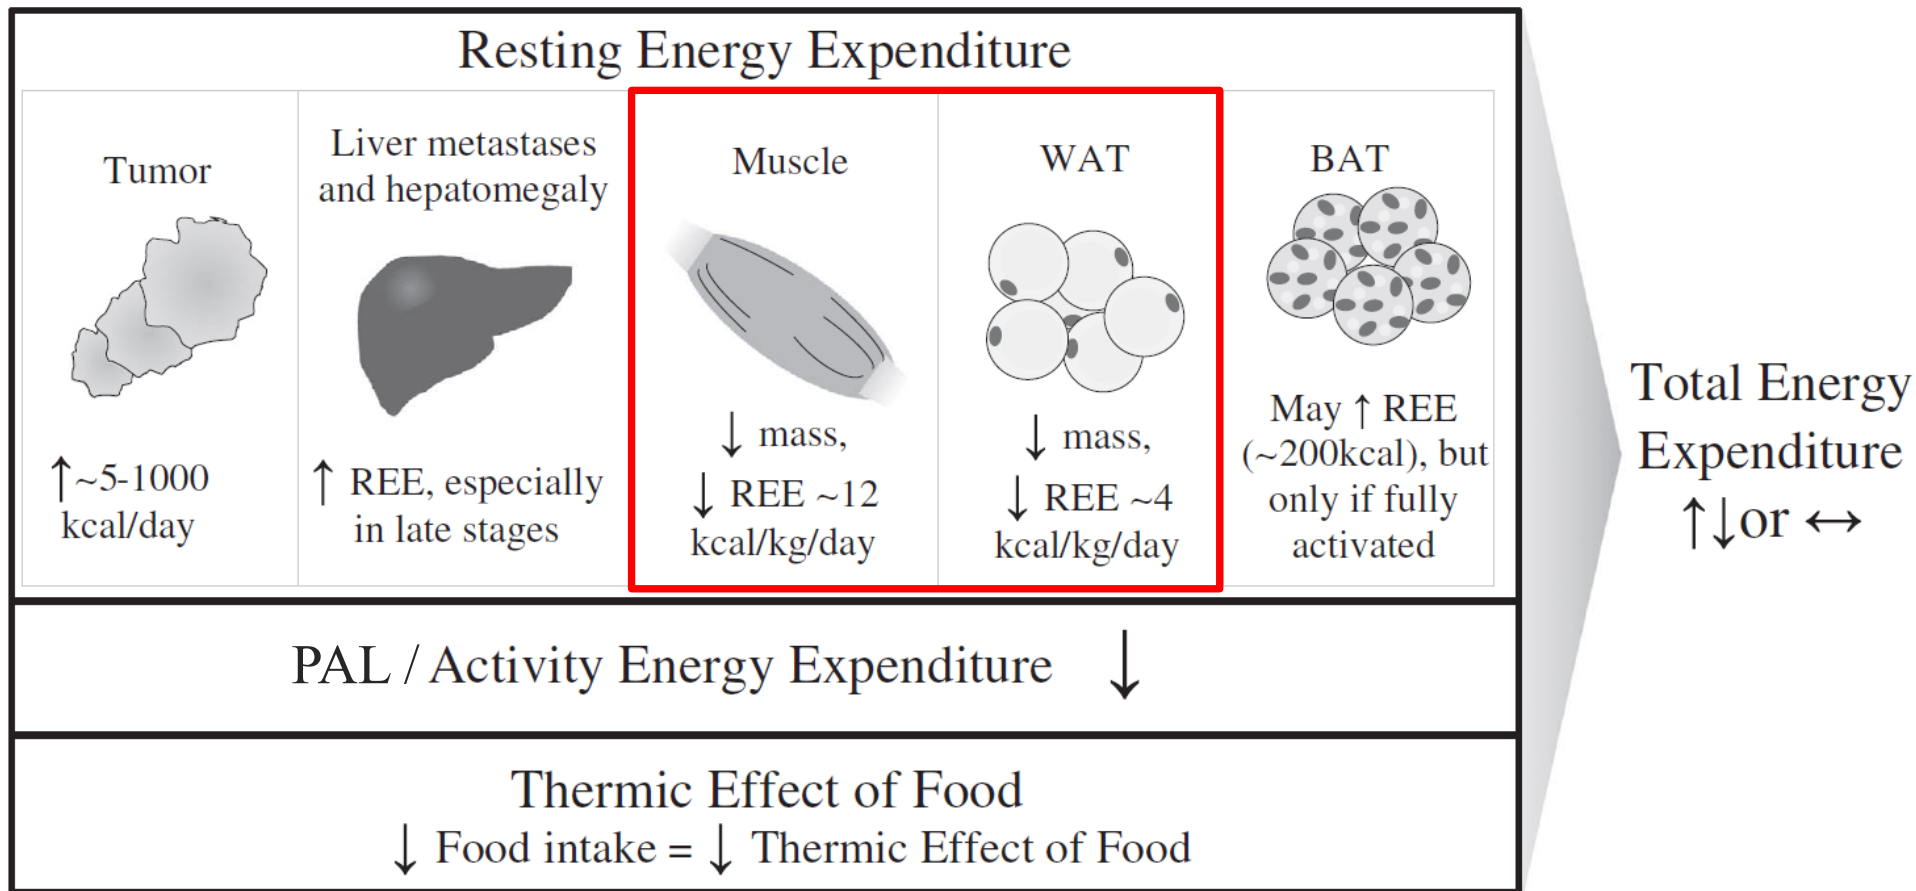 Resting Energy Expenditure
Tumor
↑~5-1000
kcal/day
Liver metastases
and hepatomegaly
↑ REE, especially
in late stages
Muscle
↓ mass,
↓ REE ~12
kcal/kg/day
WAT
↓ mass,
↓ REE ~4
kcal/kg/day
BAT
May ↑ REE
(~200kcal), but
only if fully
activated
PAL / Activity Energy Expenditure ↓
Thermic Effect of Food
↓ Food intake = ↓ Thermic Effect of Food
Total Energy
Expenditure
↑↓or ↔